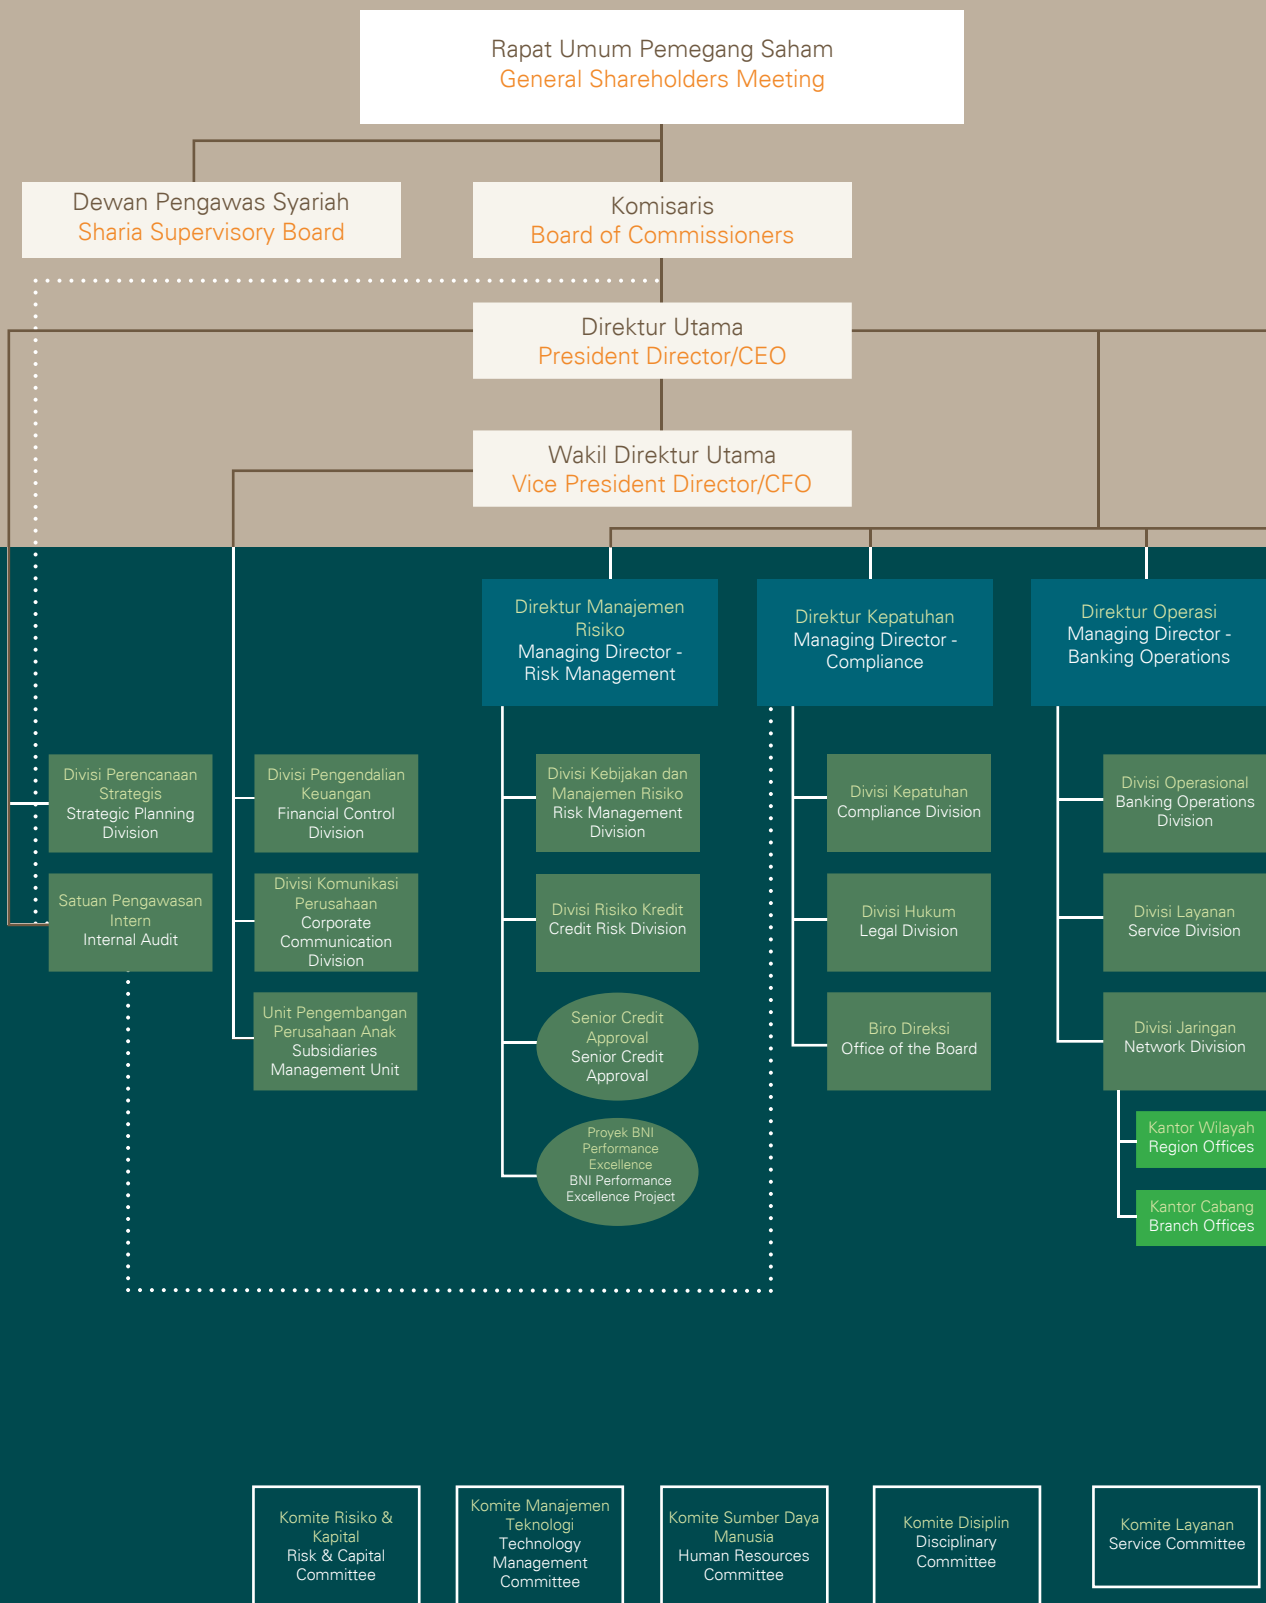 Rapat Umum Pemegang Saham
General Shareholders Meeting
Dewan Pengawas Syariah
Sharia Supervisory Board
Komisaris
Board of Commissioners
Direktur Utama
President Director/CEO
Wakil Direktur Utama
Vice President Director/CFO
Direktur Manajemen
Risiko
Managing Director -
Risk Management
Direktur Kepatuhan
Managing Director -
Compliance
Direktur Operasi
Managing Director -
Banking Operations
Divisi Perencanaan
Strategis
Strategic Planning
Division
Divisi Pengendalian
Keuangan
Financial Control
Division
Divisi Kebijakan dan
Manajemen Risiko
Risk Management
Division
Divisi Kepatuhan
Compliance Division
Divisi Operasional
Banking Operations
Division
Satuan Pengawasan
Intern
Internal Audit
Divisi Komunikasi
Perusahaan
Corporate
Communication
Division
Divisi Risiko Kredit
Credit Risk Division
Divisi Hukum
Legal Division
Divisi Layanan
Service Division
Unit Pengembangan
Perusahaan Anak
Subsidiaries
Management Unit
Senior Credit
Approval
Senior Credit
Approval
Biro Direksi
Office of the Board
Divisi Jaringan
Network Division
Proyek BNI
Performance
Excellence
BNI Performance
Excellence Project
Kantor Wilayah
Region Offices
Kantor Cabang
Branch Offices
Komite Risiko &
Kapital
Risk & Capital
Committee
Komite Manajemen
Teknologi
Technology
Management
Committee
Komite Sumber Daya
Manusia
Human Resources
Committee
Komite Disiplin
Disciplinary
Committee
Komite Layanan
Service Committee